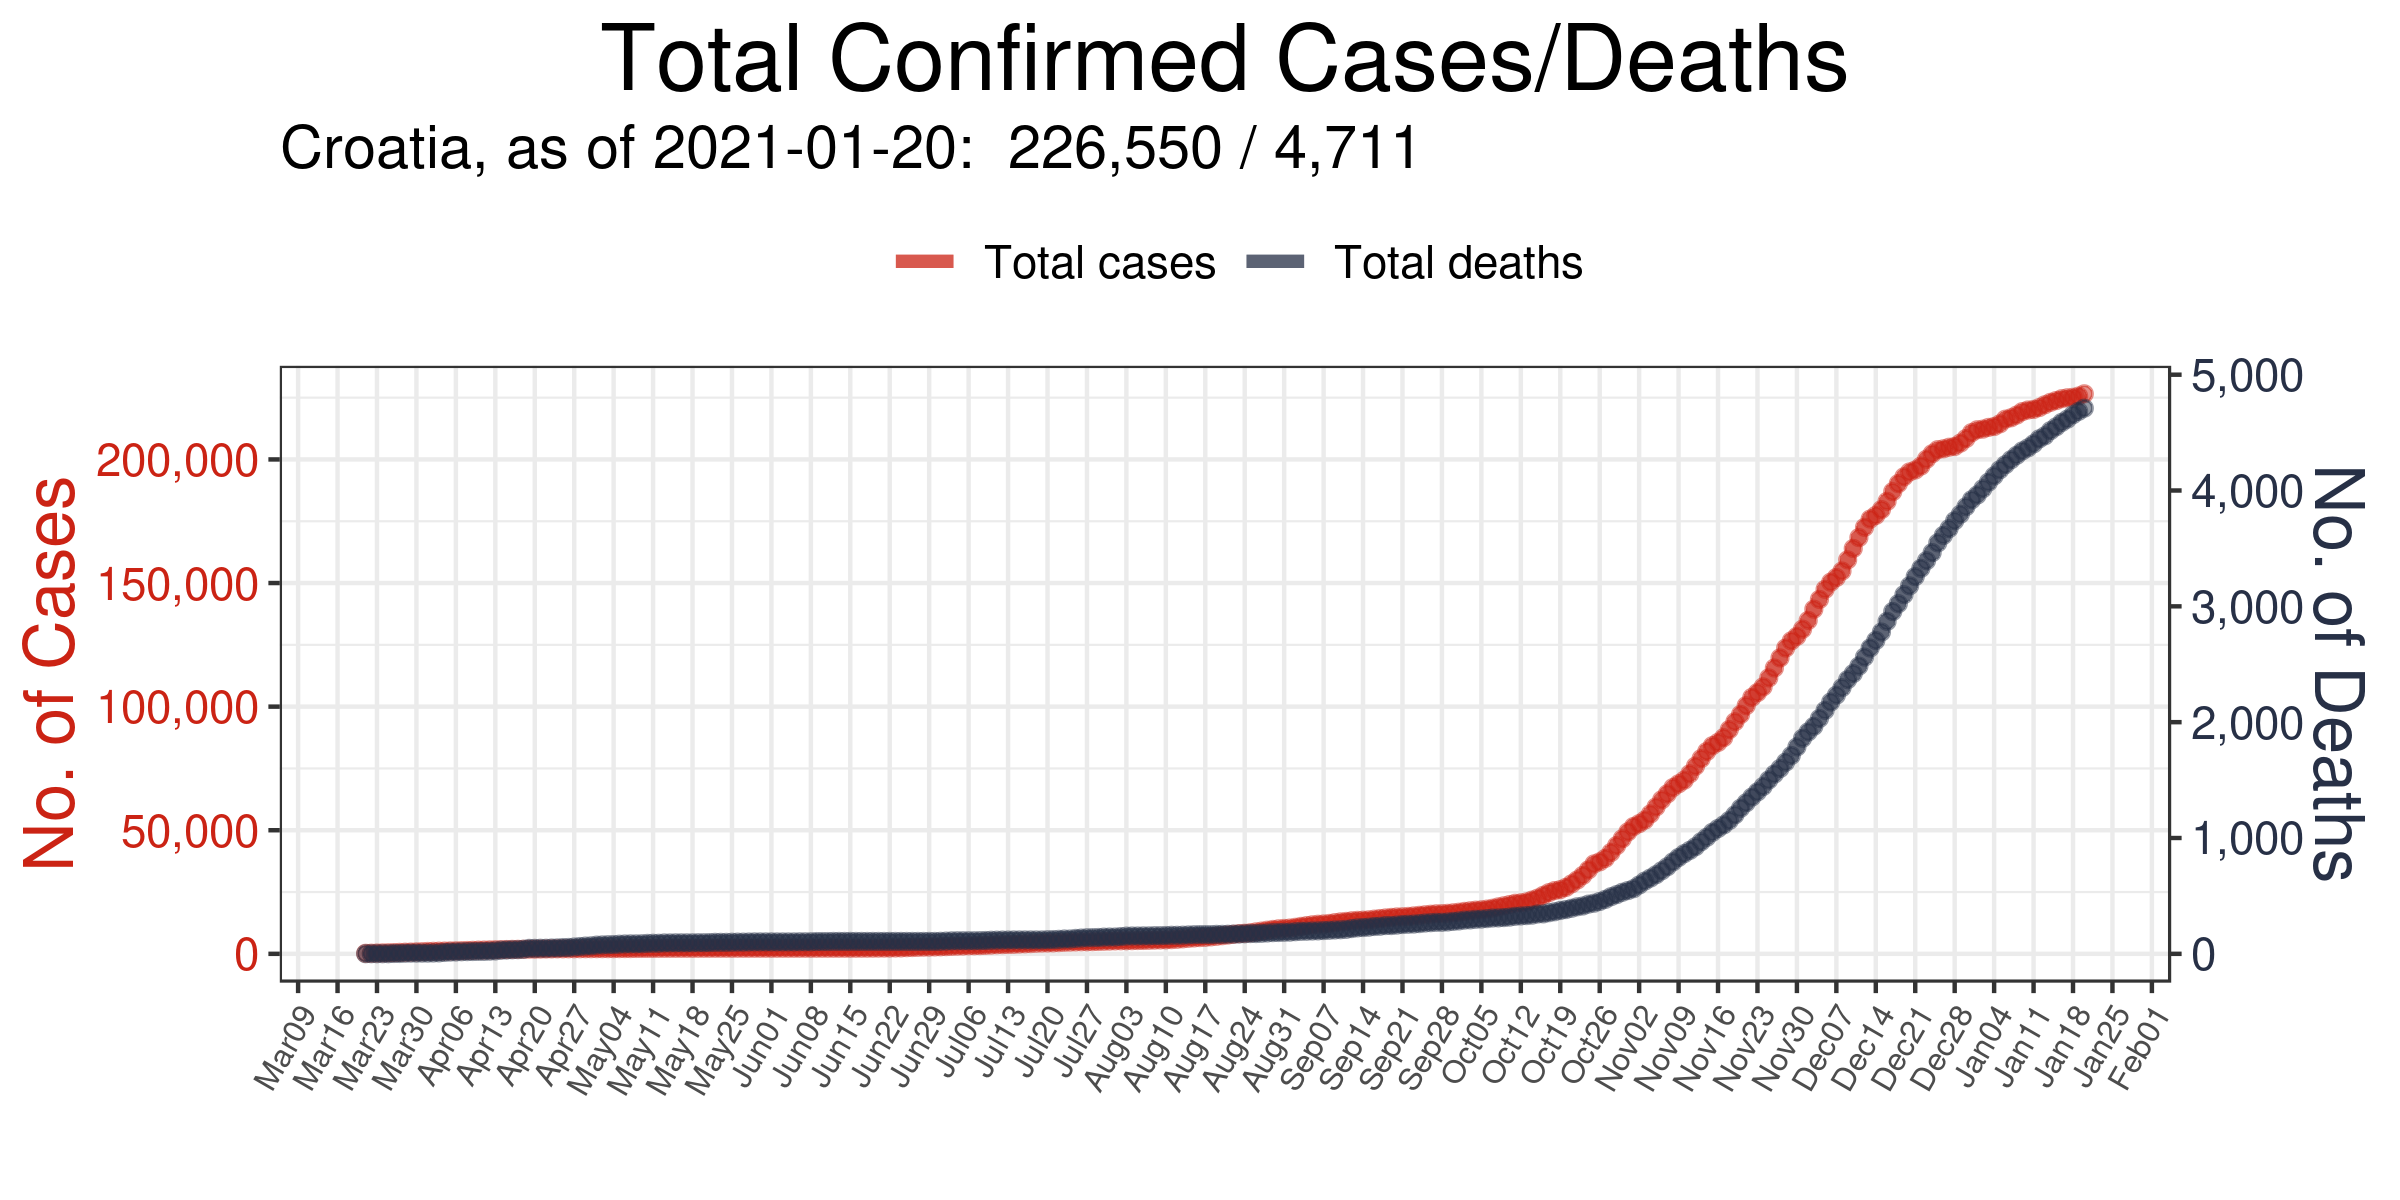 Total Confirmed Cases/Deaths
Croatia, as of 2021-01-20:  226,550 / 4,711
Total cases
Total deaths
No. of Cases
200,000
150,000
100,000
50,000
0
5,000
4,000
3,000
2,000
1,000
0
No. of Deaths
Mar09
Mar16
Mar23
Mar30
Apr06
Apr13
Apr20
Apr27
May04
May11
May18
May25
Jun01
Jun08
Jun15
Jun22
Jun29
Jul06
Jul13
Jul20
Jul27
Aug03
Aug10
Aug17
Aug24
Aug31
Sep07
Sep14
Sep21
Sep28
Oct05
Oct12
Oct19
Oct26
Nov02
Nov09
Nov16
Nov23
Nov30
Dec07
Dec14
Dec21
Dec28
Jan04
Jan11
Jan18
Jan25
Feb01